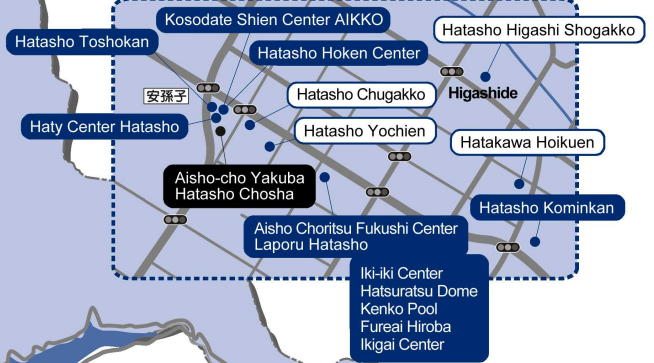 Kosodate Shien Center AIKKO
Hatasho Higashi Shogakko
Hatasho Toshokan
Hatasho Hoken Center
安孫子
Hatasho Chugakko
Higashide
Haty Center Hatasho
Hatasho Yochien
Hatakawa Hoikuen
Aisho-cho Yakuba
Hatasho Chosha
Hatasho Kominkan
Aisho Choritsu Fukushi Center
Laporu Hatasho
Iki-iki Center
Hatsuratsu Dome
Kenko Pool
Fureai Hiroba
Ikigai Center